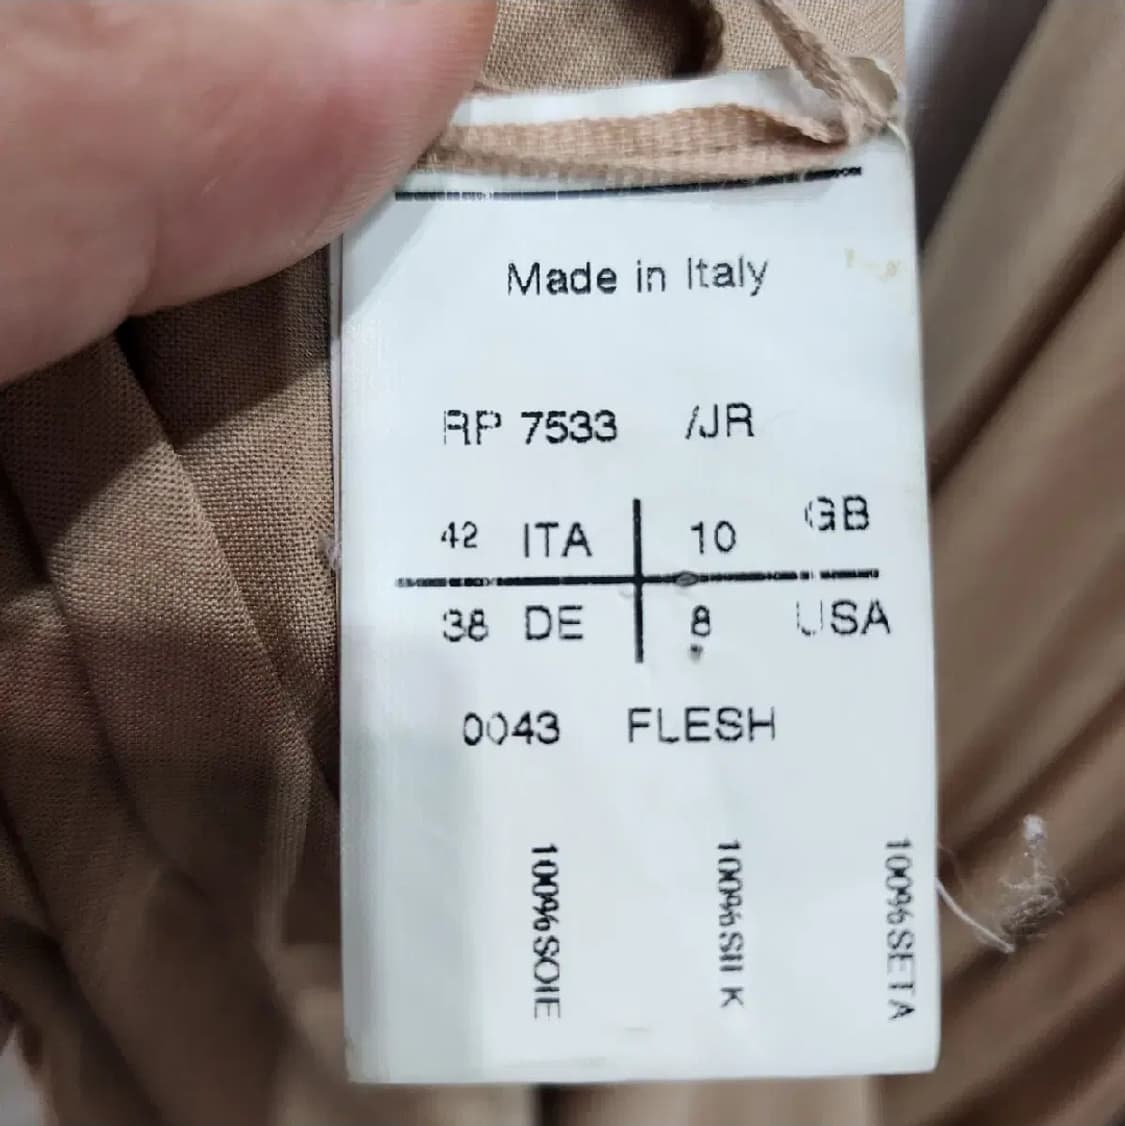 Made in Italy
RP 7533 /JR
42 ITA 10 GB
38 DE 8 USA
0043 FLESH
100% SOIE
100% SILK
100% SETA